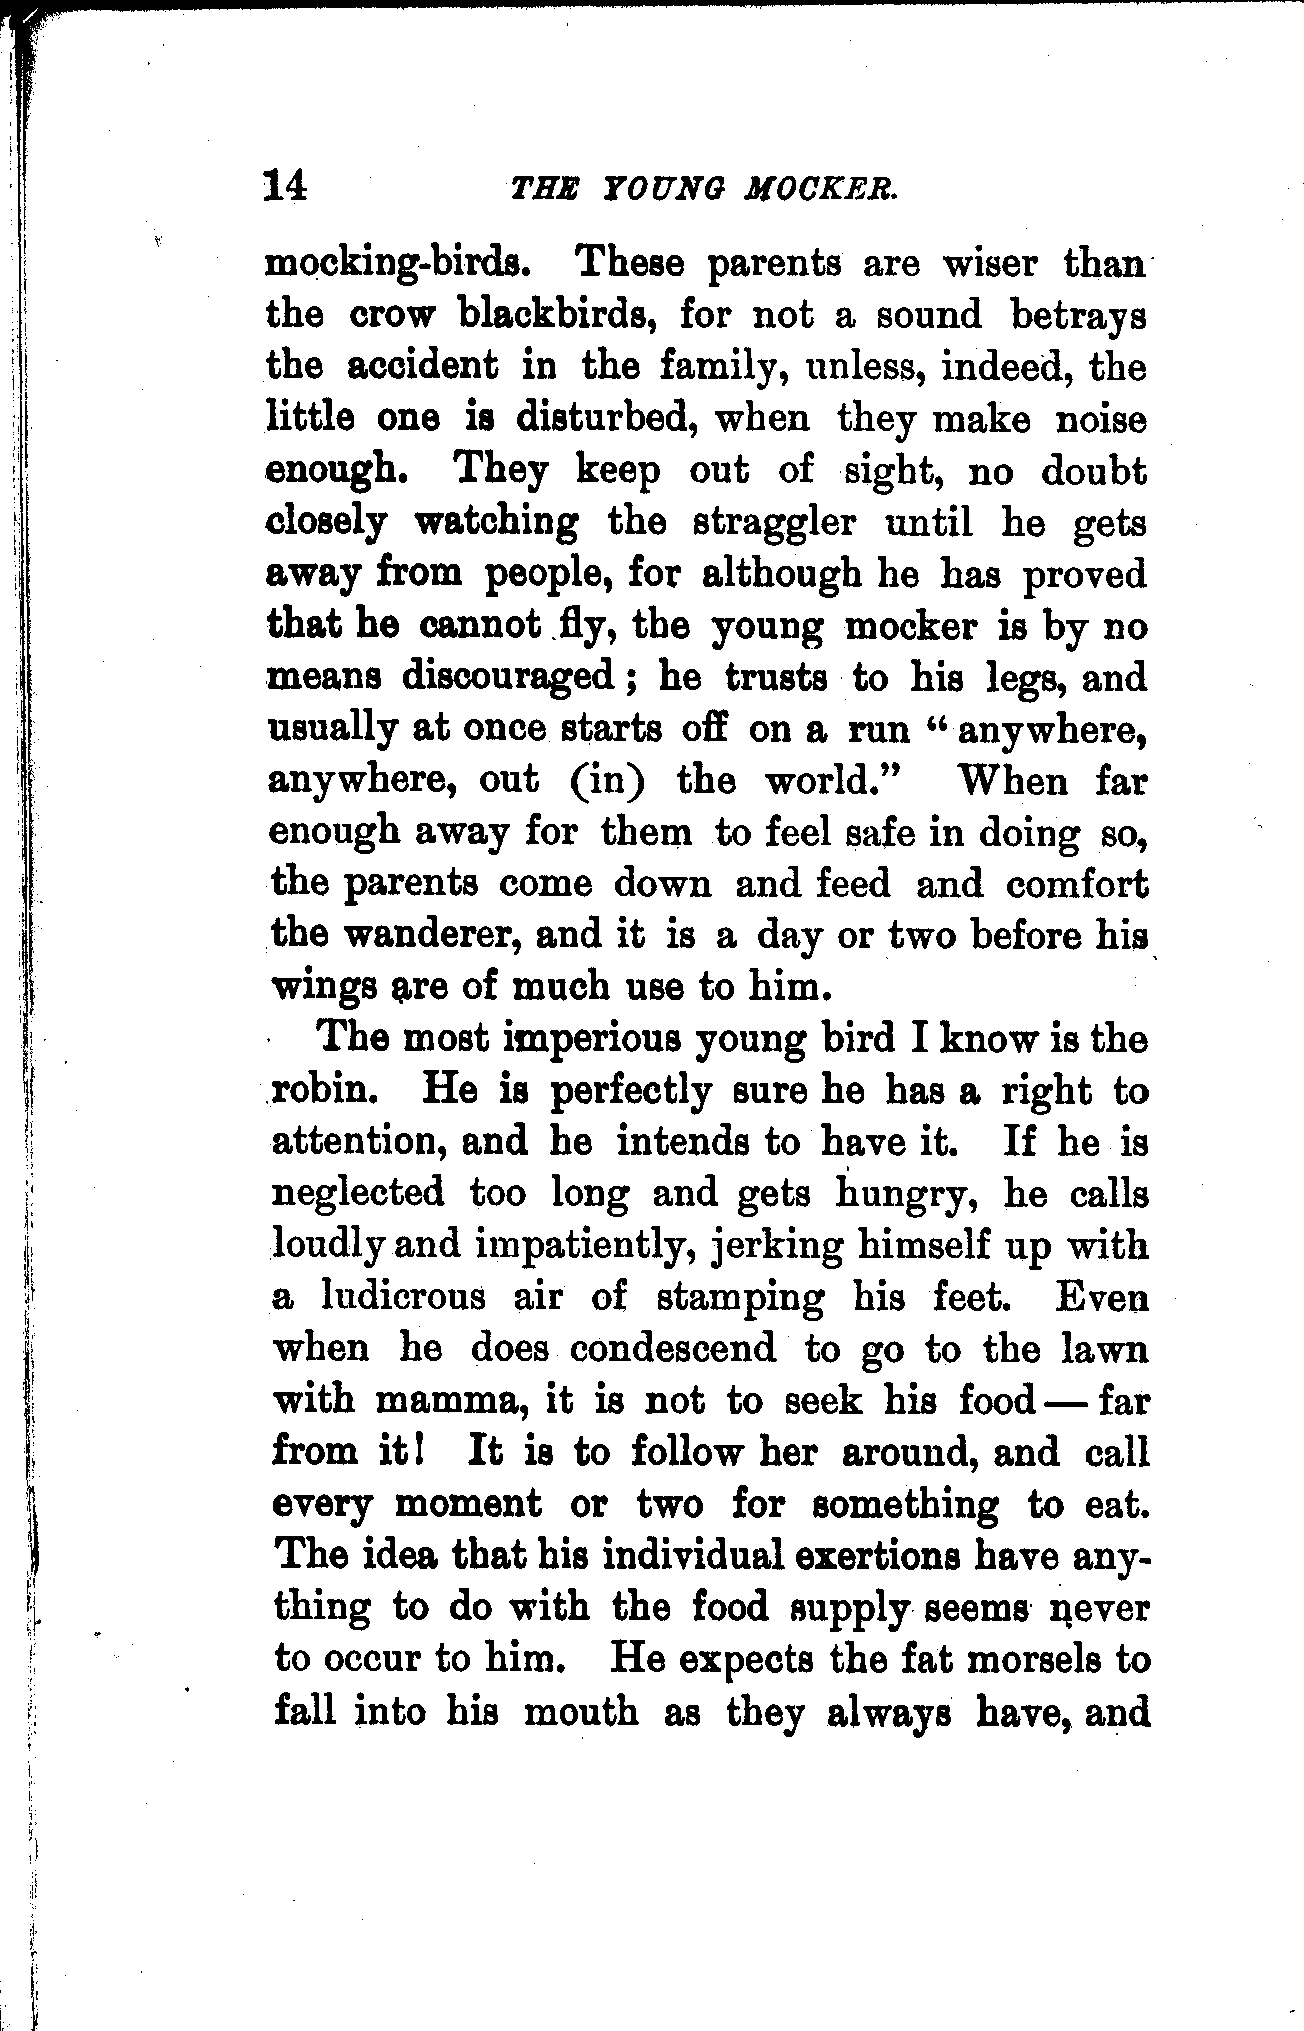 14 THE YOUNG MOCKER.
mocking-birds. These parents are wiser than
the crow blackbirds, for not a sound betrays
the accident in the family, unless, indeed, the
little one is disturbed, when they make noise
enough. They keep out of sight, no doubt
closely watching the straggler until he gets
away from people, for although he has proved
that he cannot fly, the young mocker is by no
means discouraged; he trusts to his legs, and
usually at once starts off on a run "anywhere,
anywhere, out (in) the world." When far
enough away for them to feel safe in doing so,
the parents come down and feed and comfort
the wanderer, and it is a day or two before his
wings are of much use to him.
The most imperious young bird I know is the
robin. He is perfectly sure he has a right to
attention, and he intends to have it. If he is
neglected too long and gets hungry, he calls
loudly and impatiently, jerking himself up with
a ludicrous air of stamping his feet. Even
when he does condescend to go to the lawn
with mamma, it is not to seek his food — far
from it! It is to follow her around, and call
every moment or two for something to eat.
The idea that his individual exertions have any-
thing to do with the food supply seems never
to occur to him. He expects the fat morsels to
fall into his mouth as they always have, and